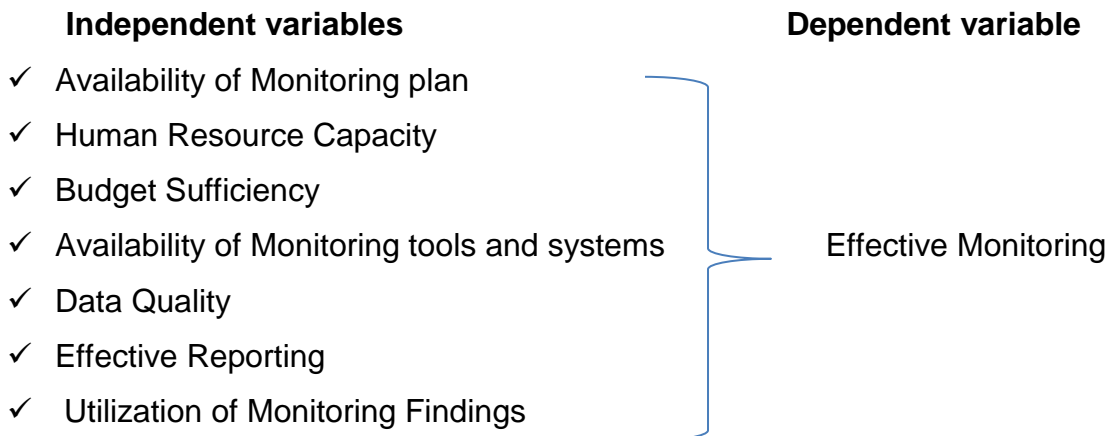 Independent variables Dependent variable
✓ Availability of Monitoring plan
✓ Human Resource Capacity
✓ Budget Sufficiency
✓ Availability of Monitoring tools and systems Effective Monitoring
✓ Data Quality
✓ Effective Reporting
✓ Utilization of Monitoring Findings